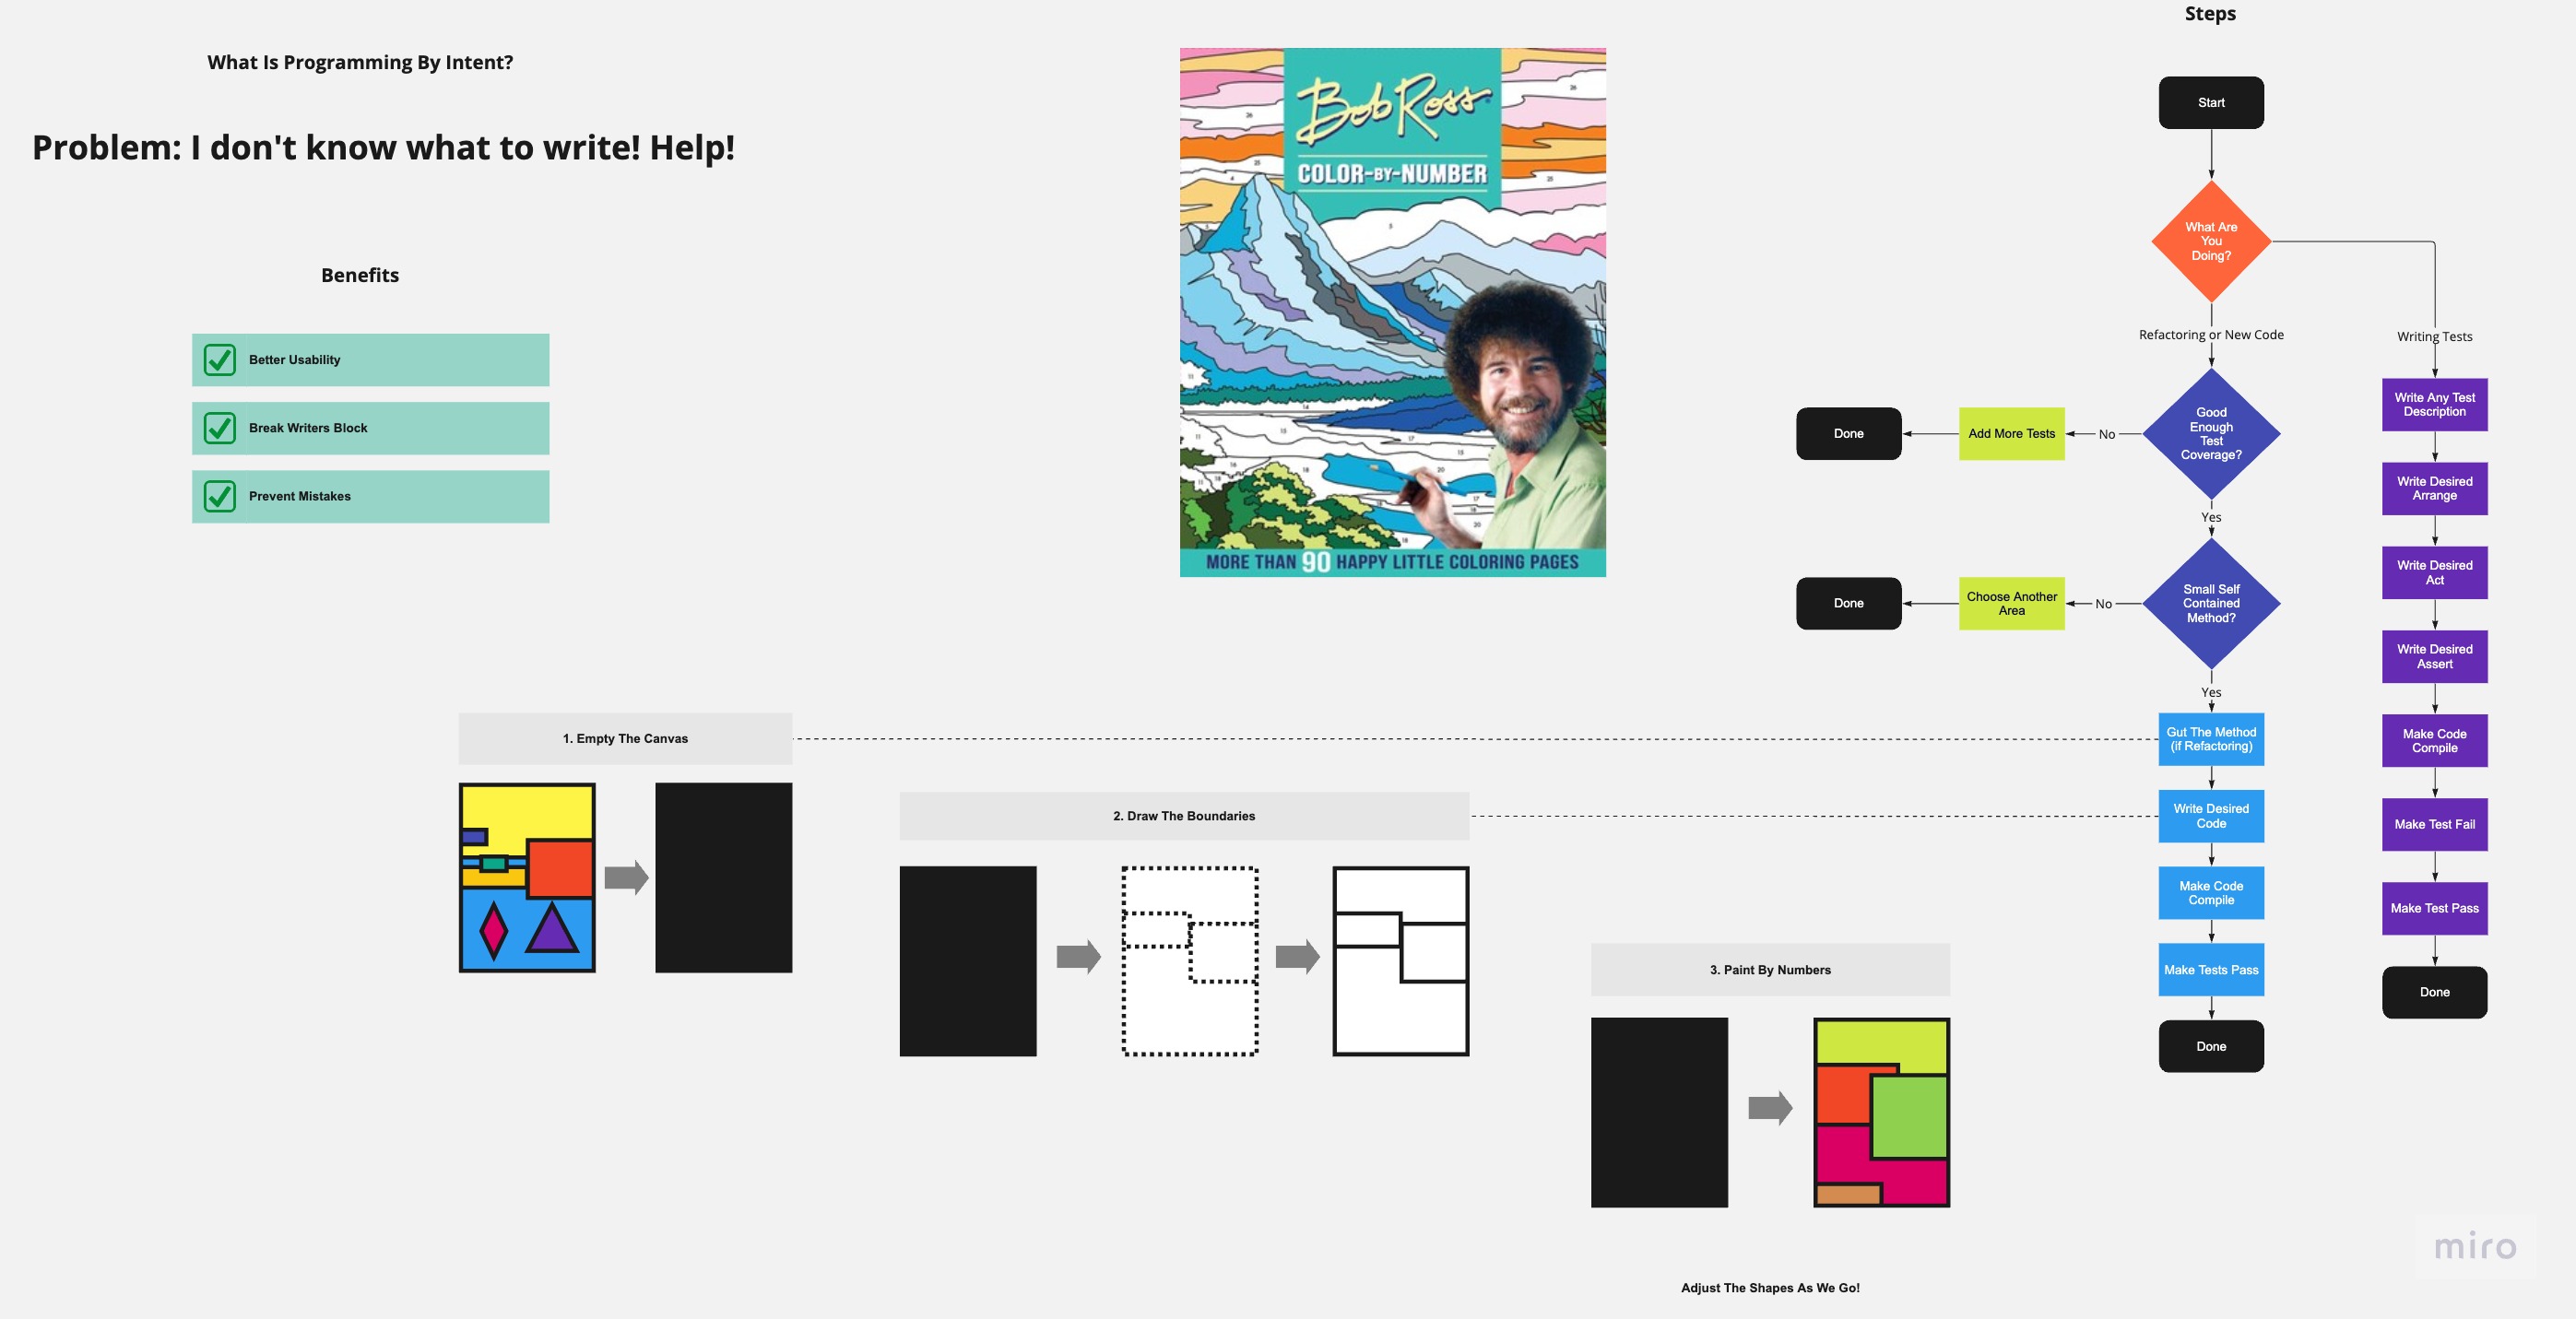 What Is Programming By Intent?
Problem: I don't know what to write! Help!
Benefits
Better Usability
Break Writers Block
Prevent Mistakes
Bob Ross
COLOR-BY-NUMBER
MORE THAN 90 HAPPY LITTLE COLORING PAGES
Steps
Start
What Are
You
Doing?
Refactoring or New Code
Writing Tests
Good
Enough
Test
Coverage?
No
Add More Tests
Done
Yes
Small Self
Contained
Method?
No
Choose Another
Area
Done
Yes
Gut The Method
(if Refactoring)
Write Desired
Code
Make Code
Compile
Make Tests Pass
Done
Write Any Test
Description
Write Desired
Arrange
Write Desired
Act
Write Desired
Assert
Make Code
Compile
Make Test Fail
Make Test Pass
Done
1. Empty The Canvas
2. Draw The Boundaries
3. Paint By Numbers
Adjust The Shapes As We Go!
miro